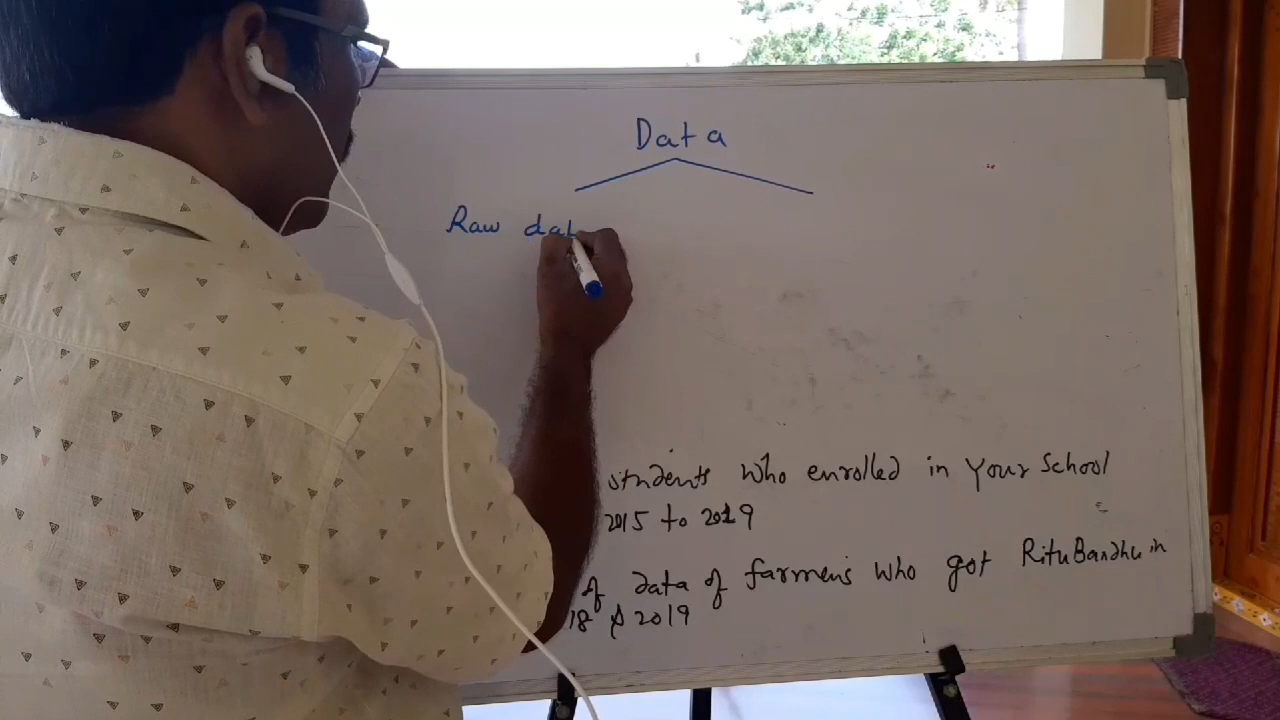 Data
Raw dat
students who enrolled in your School
2015 to 2019
of data of farmers who got RituBandhu in
18 & 2019